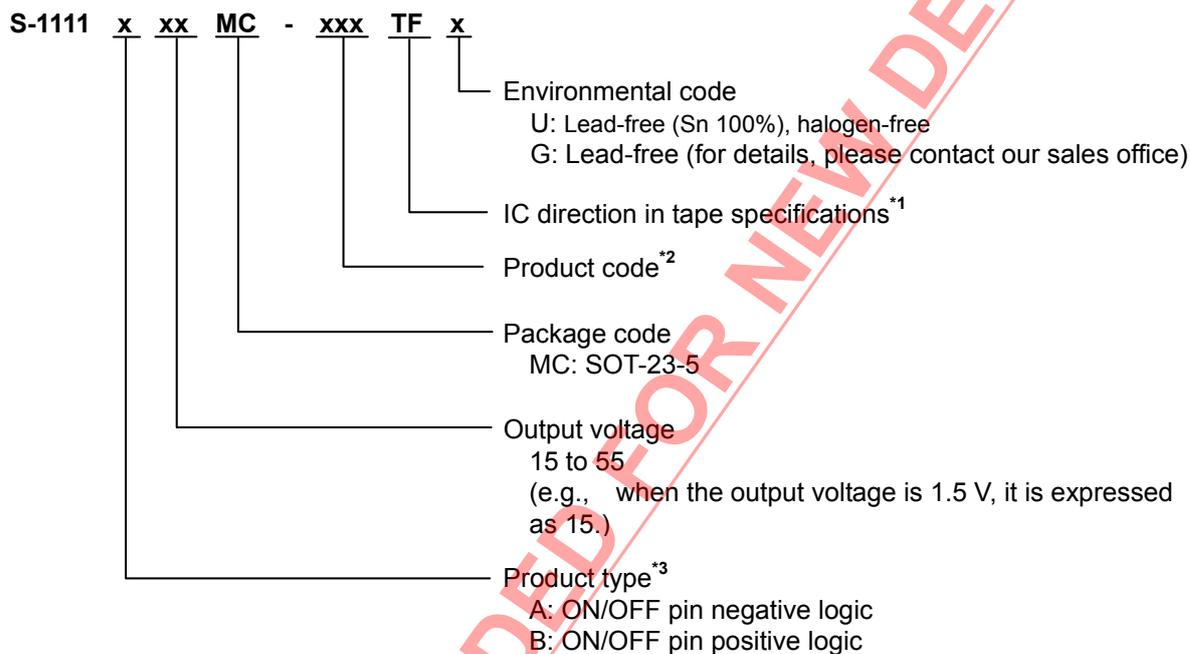 S-1111 x xx MC - xxx TF x
Environmental code
U: Lead-free (Sn 100%), halogen-free
G: Lead-free (for details, please contact our sales office)
IC direction in tape specifications*1
Product code*2
Package code
MC: SOT-23-5
Output voltage
15 to 55
(e.g., when the output voltage is 1.5 V, it is expressed
as 15.)
Product type*3
A: ON/OFF pin negative logic
B: ON/OFF pin positive logic
DED FOR NEW DE